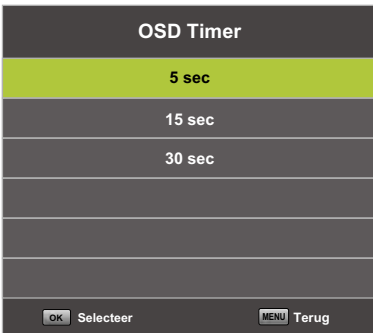 OSD Timer
5 sec
15 sec
30 sec
OK Selecteer MENU Terug